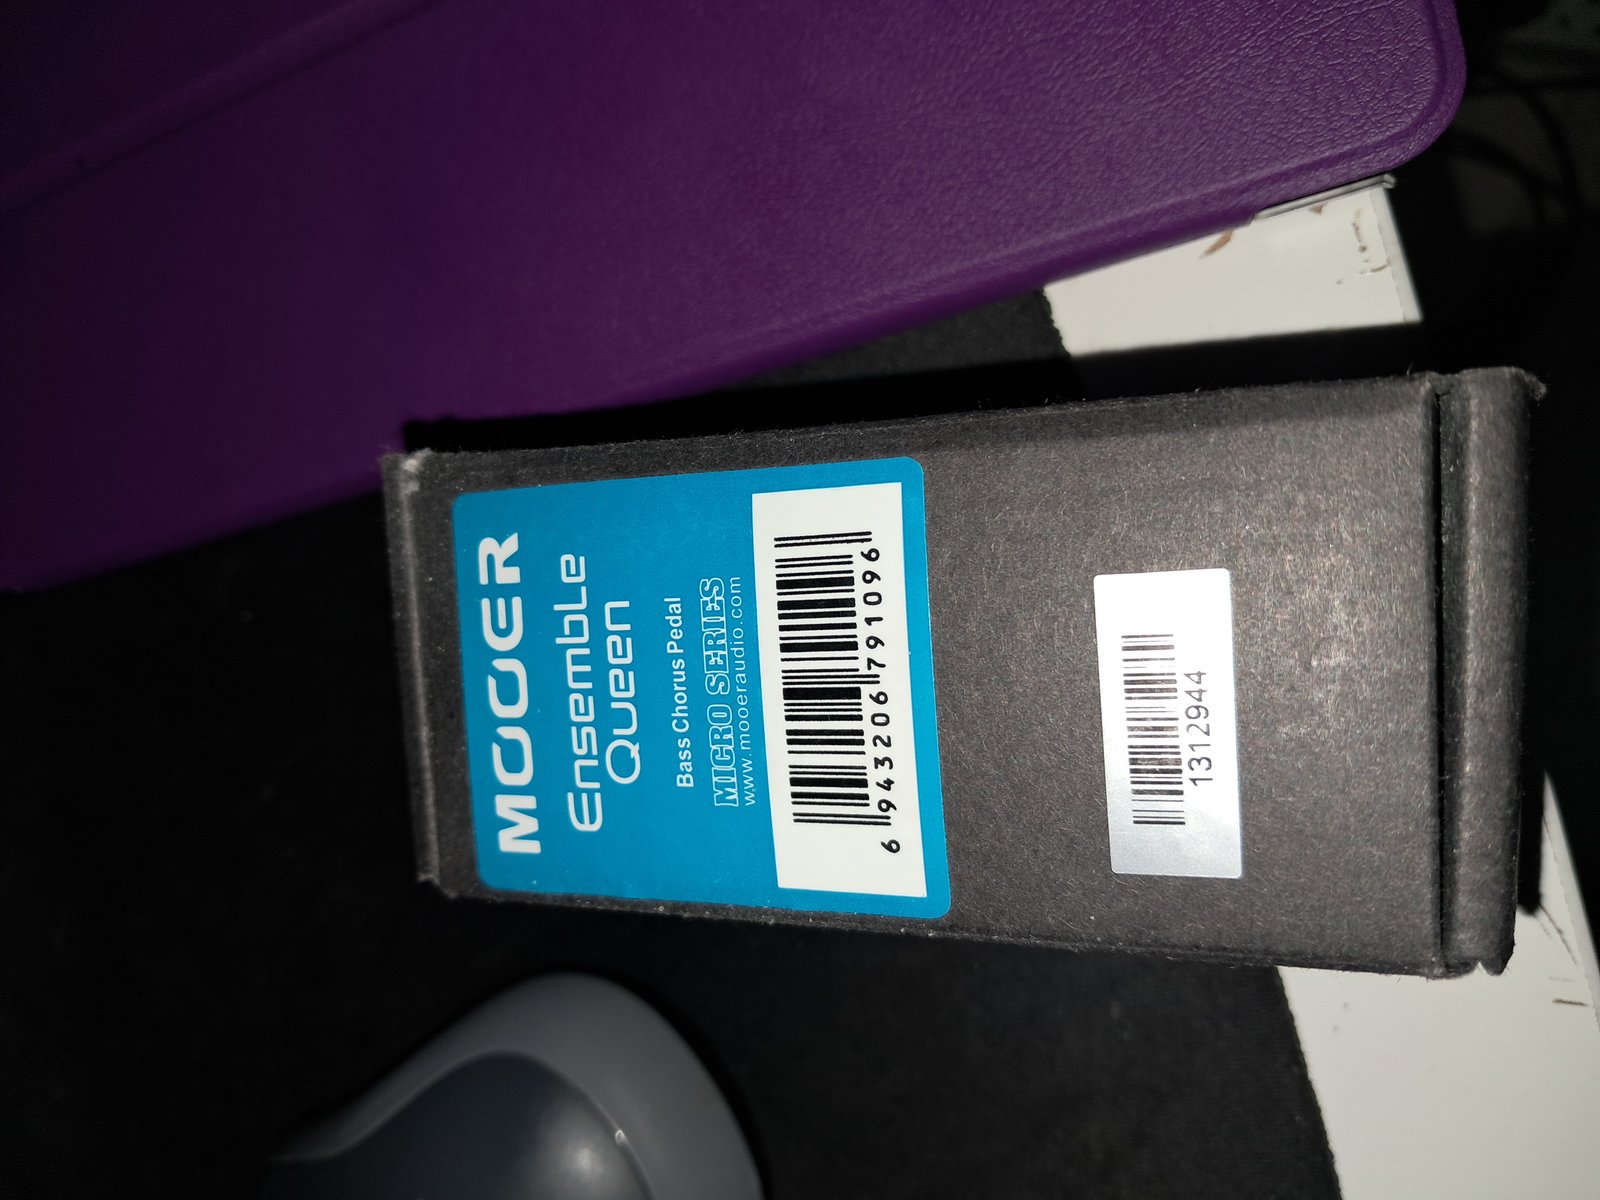 MOOER
Ensemble
Queen
Bass Chorus Pedal
MICRO SERIES
www.mooeraudio.com
6 943206 791096
1312944